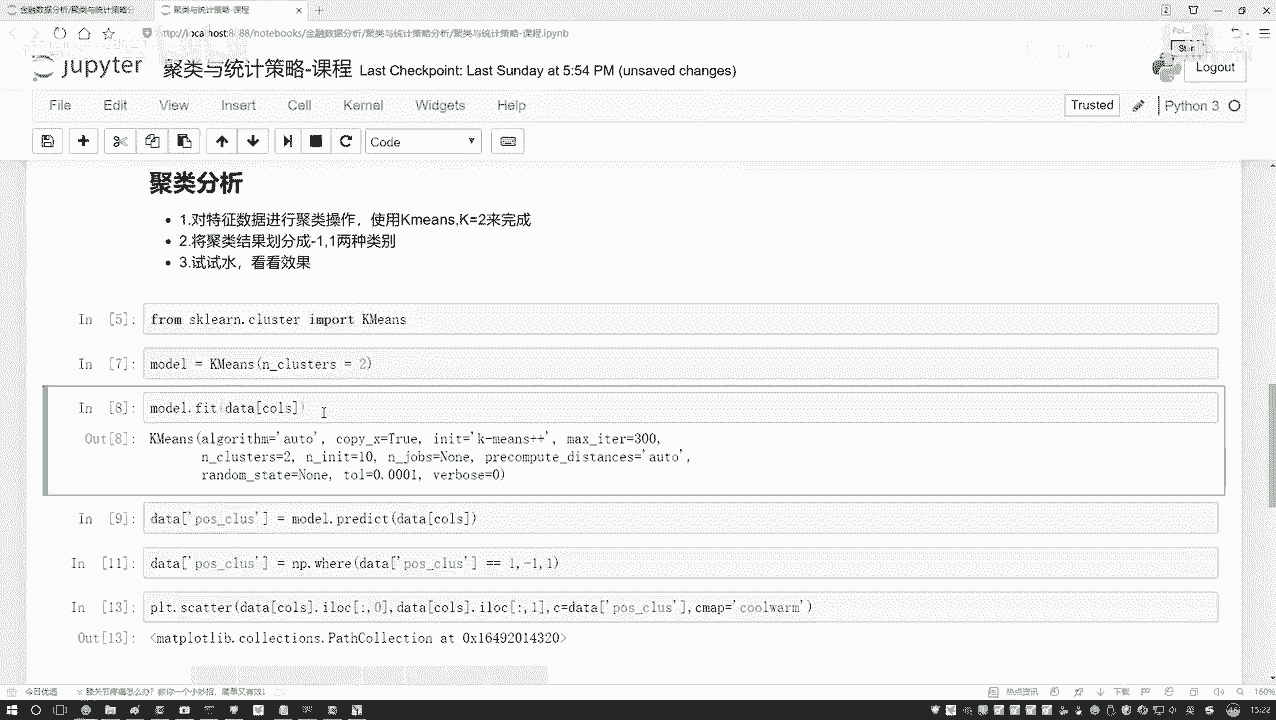 金融数据分析/聚类与统计策略分
聚类与统计策略-课程
http://localhost:8888/notebooks/金融数据分析/聚类与统计策略分析/聚类与统计策略-课程.ipynb
jupyter 聚类与统计策略-课程 Last Checkpoint: Last Sunday at 5:54 PM (unsaved changes)
Logout
File Edit View Insert Cell Kernel Widgets Help
Trusted Python 3
Code
聚类分析
1.对特征数据进行聚类操作，使用Kmeans,K=2来完成
2.将聚类结果划分成-1,1两种类别
3.试试水，看看效果
In [5]: from sklearn.cluster import KMeans
In [7]: model = KMeans(n_clusters = 2)
In [8]: model.fit(data[cols])
Out[8]: KMeans(algorithm='auto', copy_x=True, init='k-means++', max_iter=300,
n_clusters=2, n_init=10, n_jobs=None, precompute_distances='auto',
random_state=None, tol=0.0001, verbose=0)
In [9]: data['pos_clus'] = model.predict(data[cols])
In [11]: data['pos_clus'] = np.where(data['pos_clus'] == 1,-1,1)
In [13]: plt.scatter(data[cols].iloc[:,0],data[cols].iloc[:,1],c=data['pos_clus'],cmap='coolwarm')
Out[13]: <matplotlib.collections.PathCollection at 0x16492014320>
今日优选 膝关节疼痛怎么办？教你一个小妙招，简单又有效！
热点资讯 下载 160%
15:22